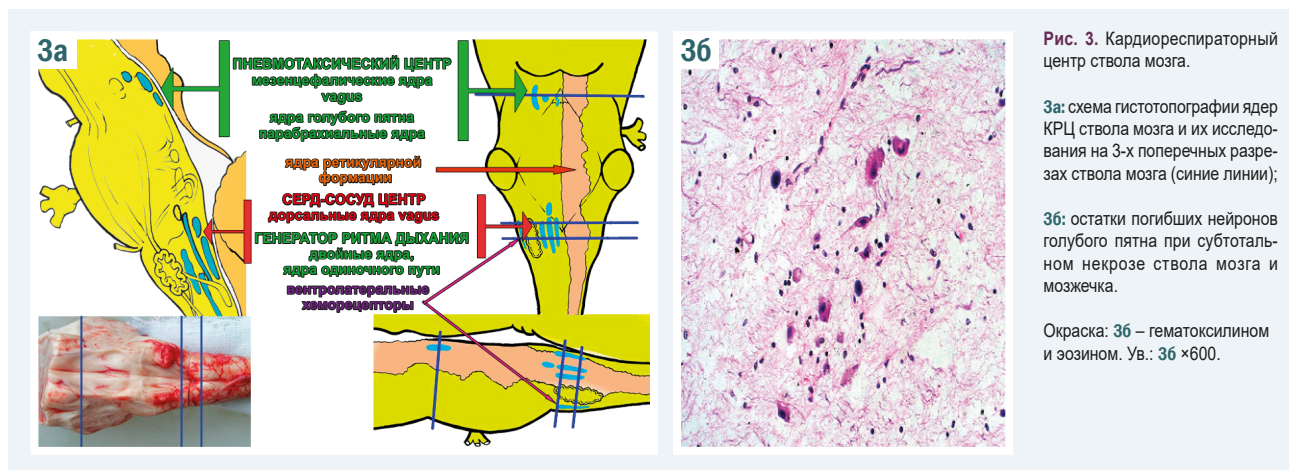 3а
ПНЕВМОТАКСИЧЕСКИЙ ЦЕНТР
мезенцефалические ядра
vagus
ядра голубого пятна
парабрахиальные ядра
ядра ретикулярной
формации
СЕРД-СОСУД ЦЕНТР
дорсальные ядра vagus
ГЕНЕРАТОР РИТМА ДЫХАНИЯ
двойные ядра,
ядра одиночного пути
вентролатеральные
хеморецепторы
3б
Рис. 3. Кардиореспираторный
центр ствола мозга.
3а: схема гистотопографии ядер
КРЦ ствола мозга и их исследо-
вания на 3-х поперечных разре-
зах ствола мозга (синие линии);
3б: остатки погибших нейронов
голубого пятна при субтоталь-
ном некрозе ствола мозга и
мозжечка.
Окраска: 3б – гематоксилином
и эозином. Ув.: 3б ×600.